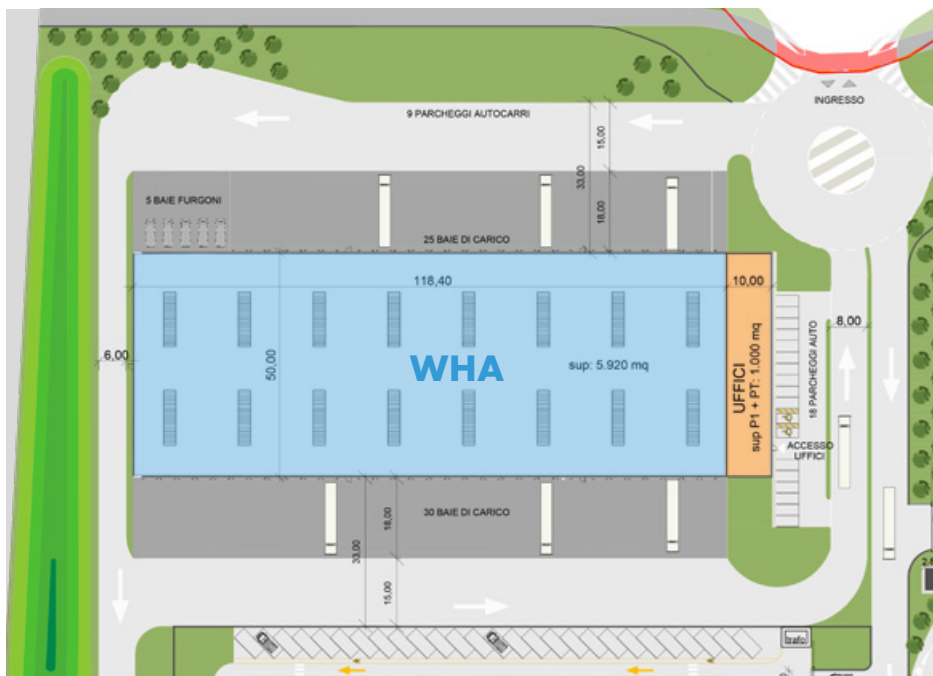 INGRESSO
9 PARCHEGGI AUTOCARRI
15,00
33,00
18,00
5 BAIE FURGONI
25 BAIE DI CARICO
118,40
10,00
6,00
50,00
WHA
sup: 5.920 mq
UFFICI
sup P1 + PT: 1.000 mq
18 PARCHEGGI AUTO
8,00
ACCESSO
UFFICI
30 BAIE DI CARICO
18,00
33,00
15,00
trafo